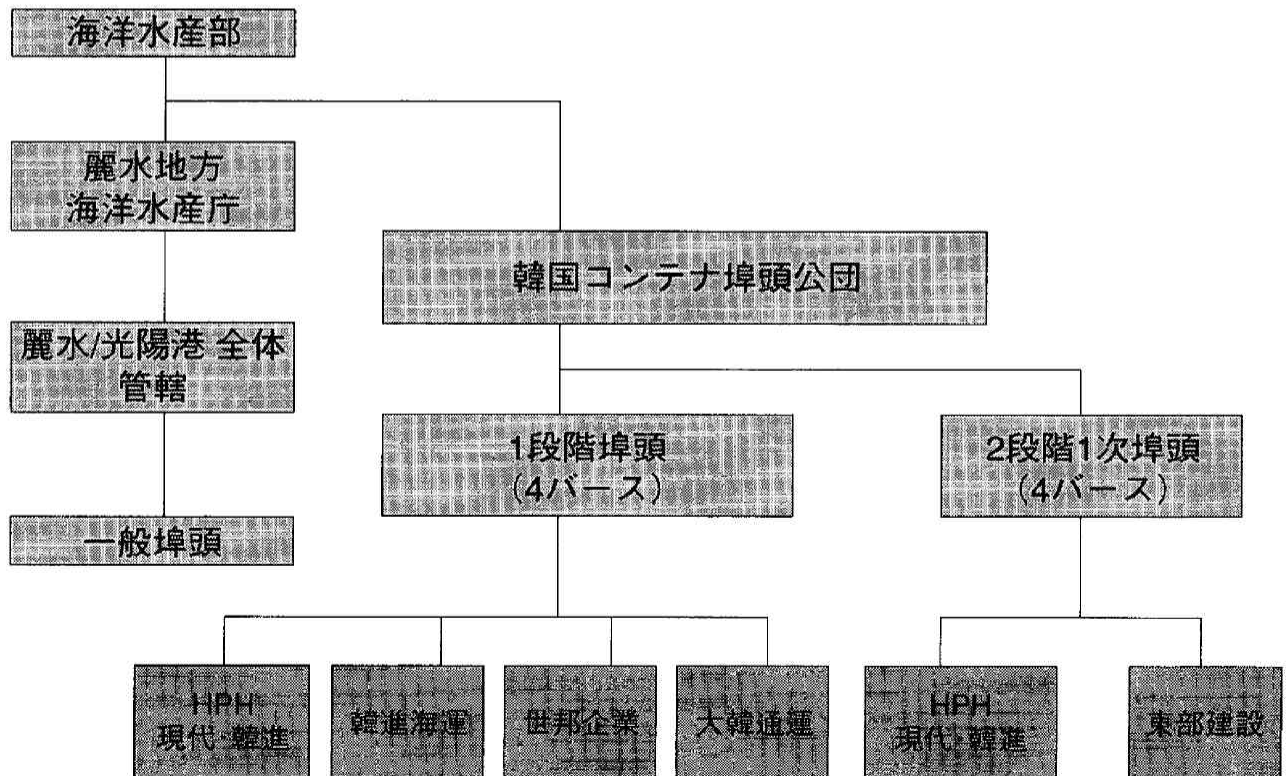 海洋水産部
麗水地方
海洋水産庁
韓国コンテナ埠頭公団
麗水/光陽港 全体
管轄
1段階埠頭
(4バース)
2段階1次埠頭
(4バース)
一般埠頭
HPH
現代・韓進
韓進海運
世邦企業
大韓通運
HPH
現代・韓進
東部建設